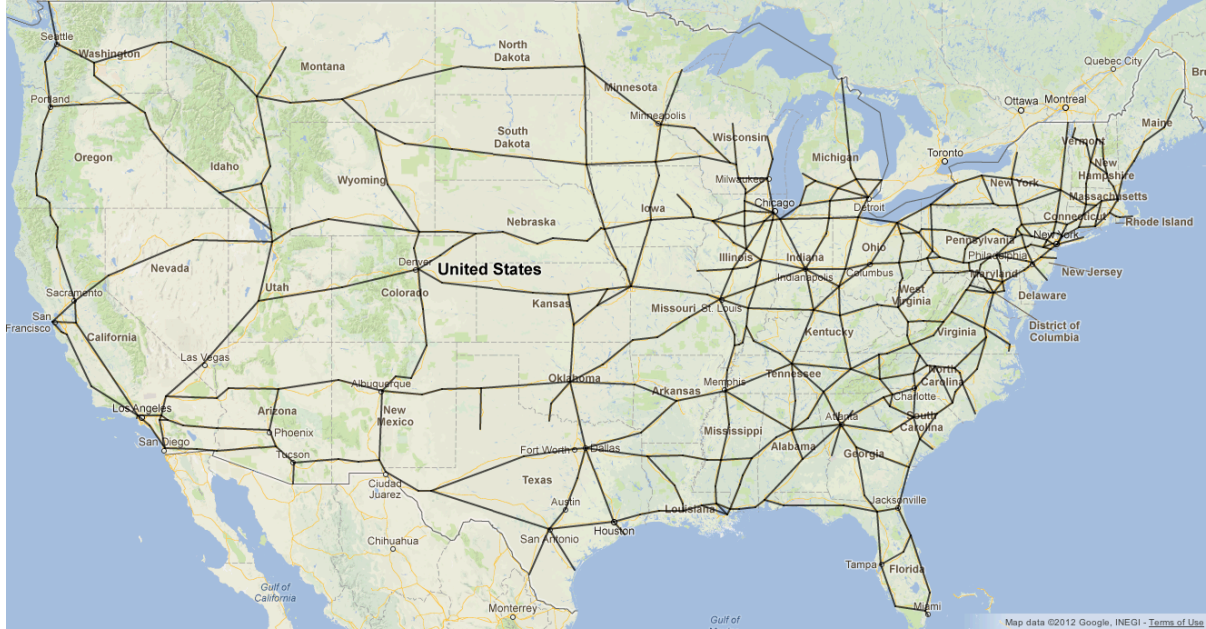 Seattle
Washington
Montana
North
Dakota
Minnesota
Quebec City
Bru
Portland
Ottawa
Montreal
Maine
Minneapolis
Wisconsin
Vermont
Oregon
Idaho
South
Dakota
Michigan
Toronto
New
Hampshire
Wyoming
Milwaukee
New York
Massachusetts
Chicago
Detroit
Iowa
Connecticut
Rhode Island
Nebraska
New York
Pennsylvania
Ohio
Illinois
Indiana
Philadelphia
Nevada
Denver
United States
Indianapolis
Columbus
Maryland
New Jersey
Utah
Colorado
Kansas
West
Virginia
Delaware
Sacramento
Missouri
St. Louis
San
Francisco
California
Kentucky
Virginia
District of
Columbia
Las Vegas
Tennessee
North
Carolina
Albuquerque
Oklahoma
Arkansas
Memphis
Charlotte
Los Angeles
Arizona
New
Mexico
Atlanta
South
Carolina
Phoenix
San Diego
Mississippi
Alabama
Georgia
Tucson
Fort Worth
Dallas
Texas
Ciudad
Juarez
Austin
Louisiana
Jacksonville
San Antonio
Houston
Chihuahua
Tampa
Florida
Gulf of
California
Monterrey
Miami
Gulf of
Map data ©2012 Google, INEGI - Terms of Use